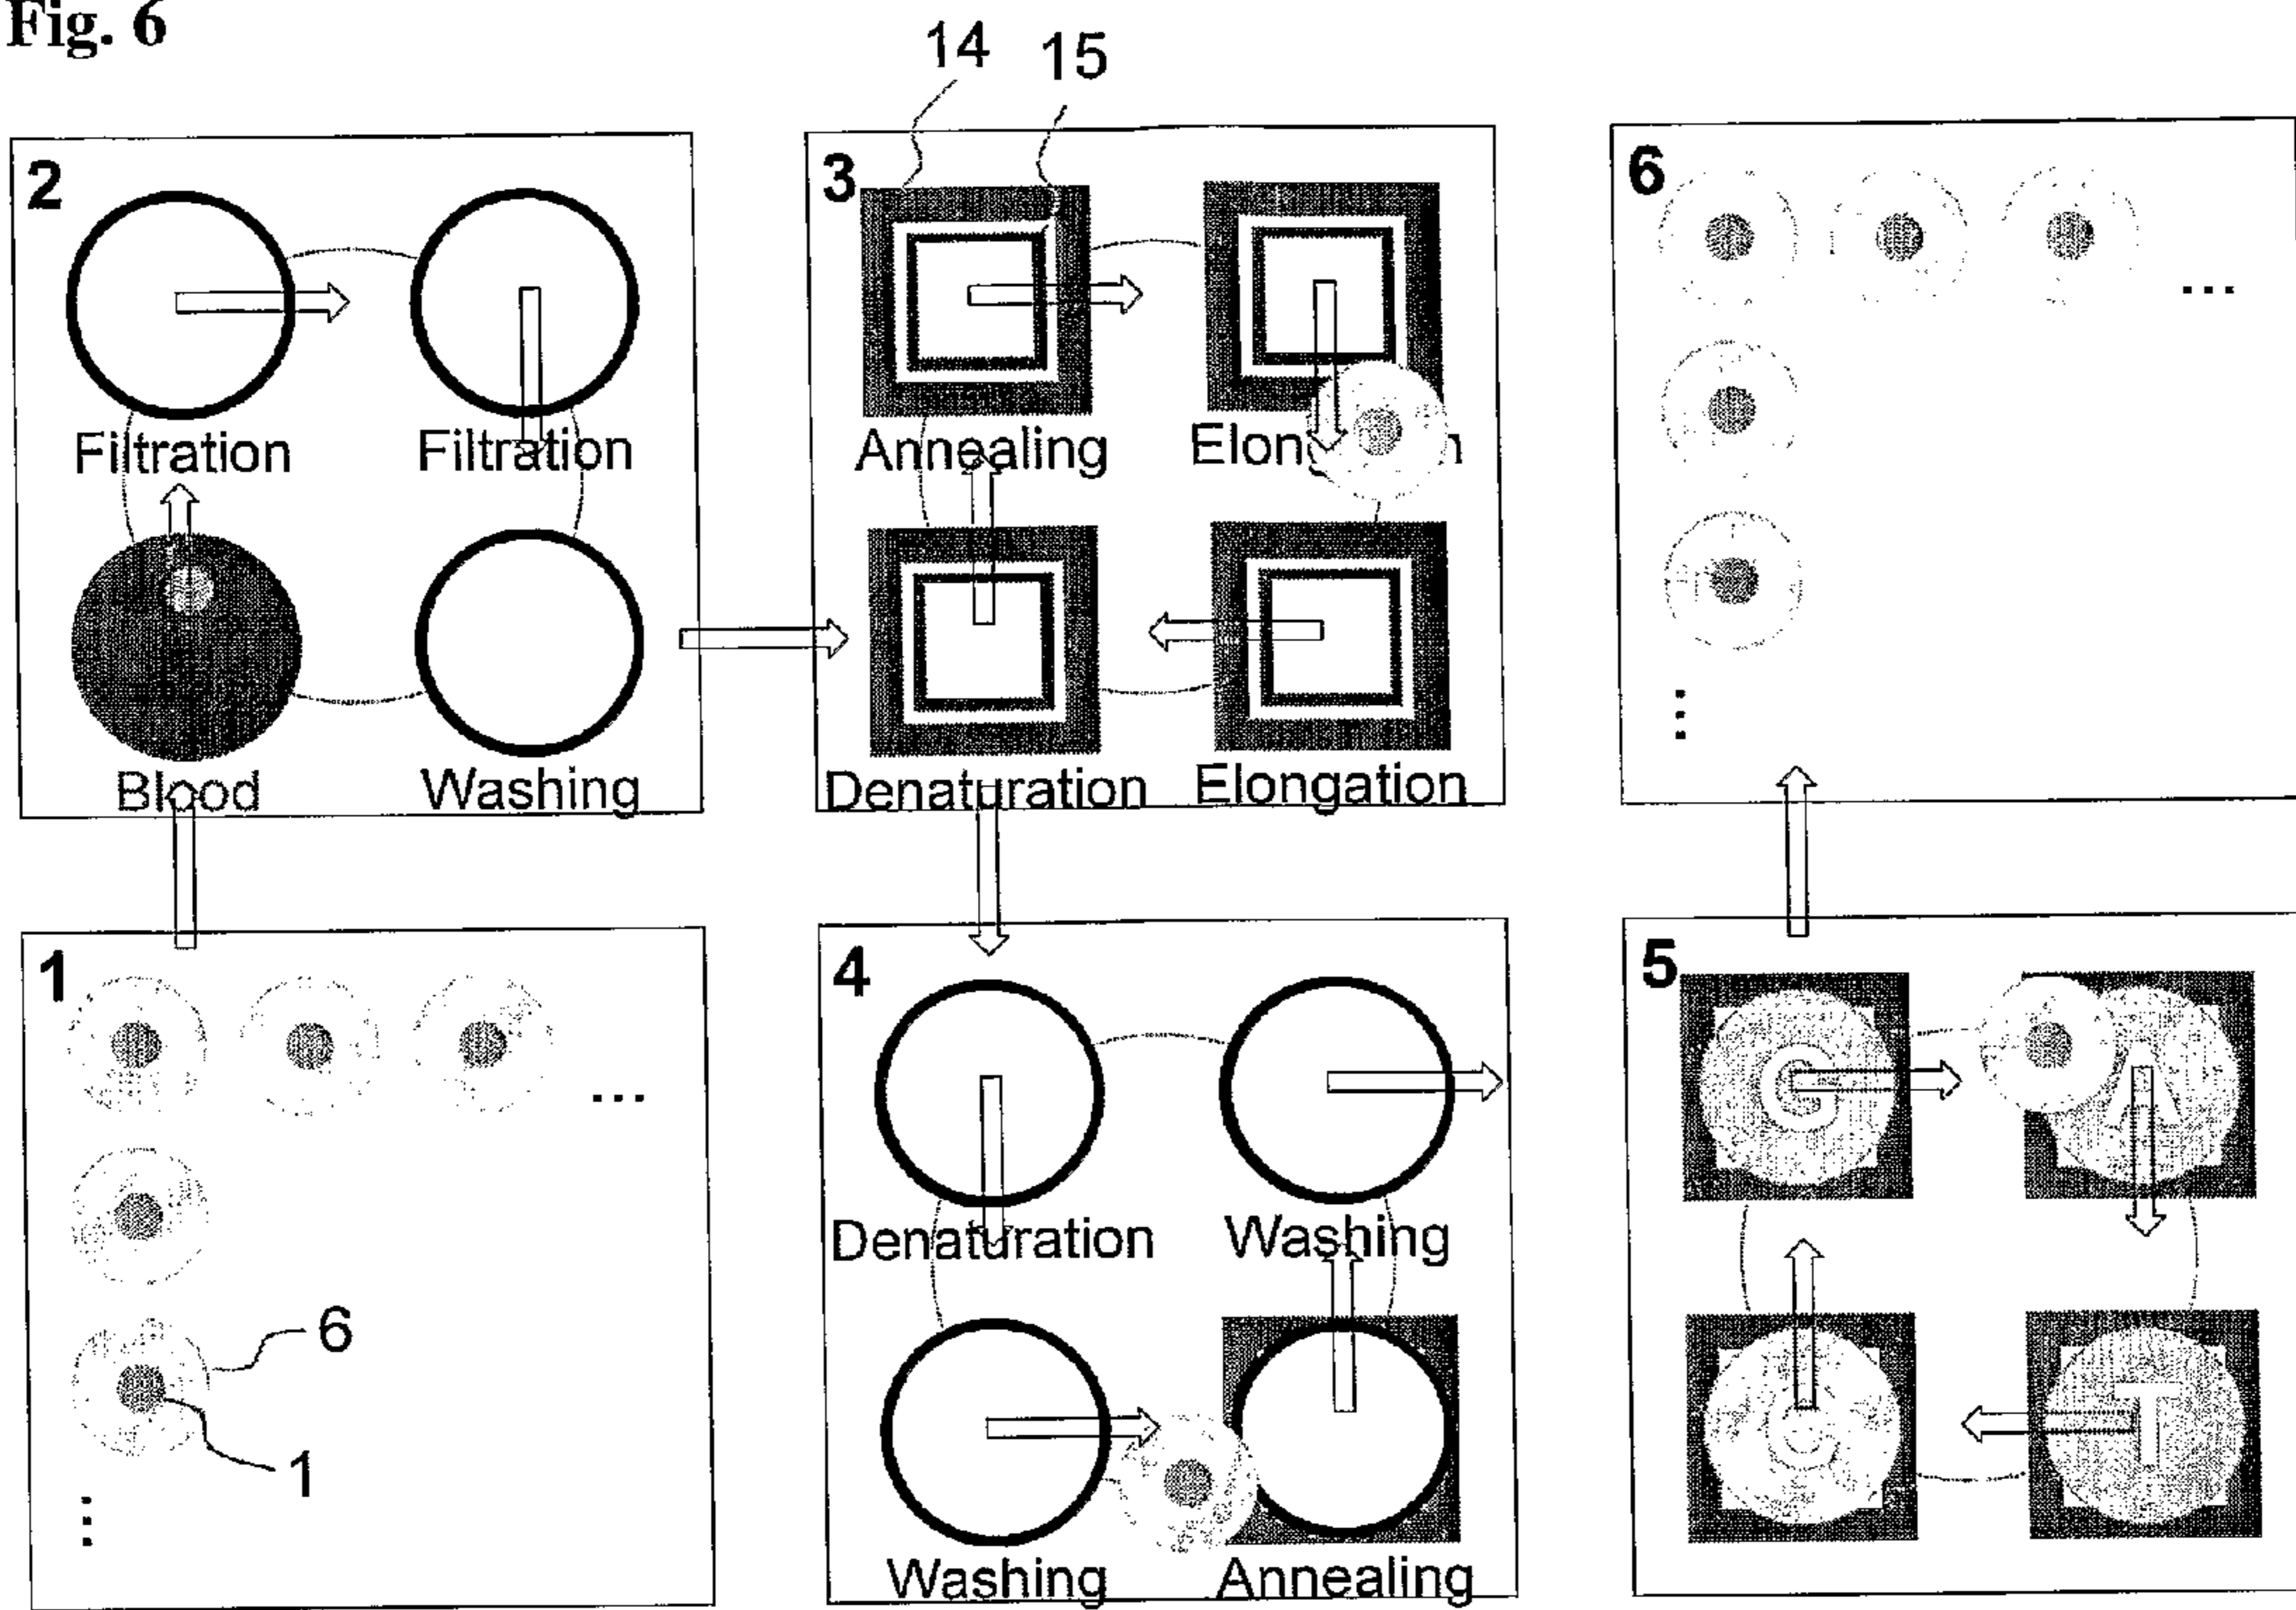 Fig. 6
14 15
2
Filtration Filtration
Blood Washing
3
Annealing Elongation
Denaturation Elongation
6
...
...
1
...
6
1
...
4
Denaturation Washing
Washing Annealing
5
G A
C T